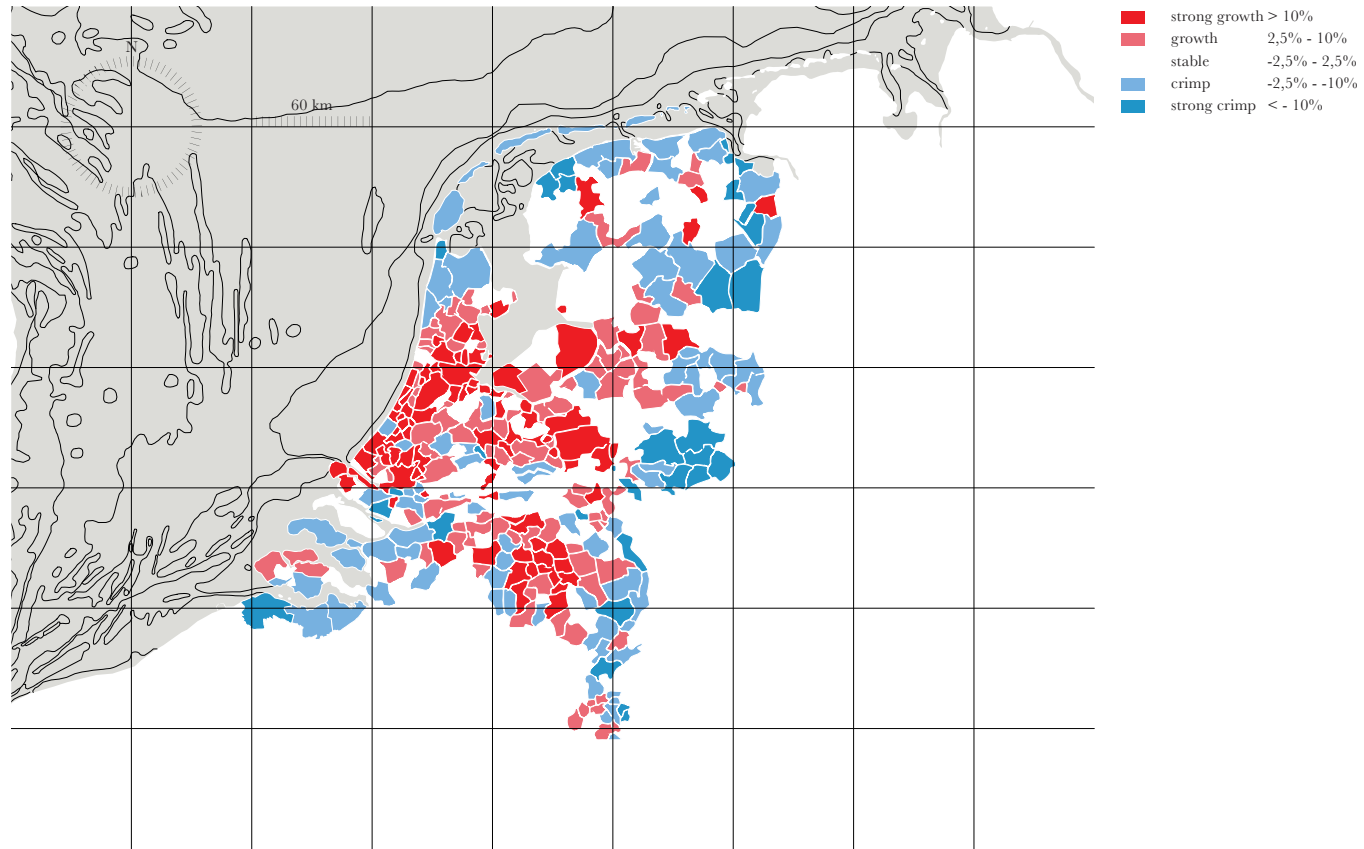 strong growth > 10%
growth 2,5% - 10%
stable -2,5% - 2,5%
crimp -2,5% - -10%
strong crimp < - 10%
N
60 km